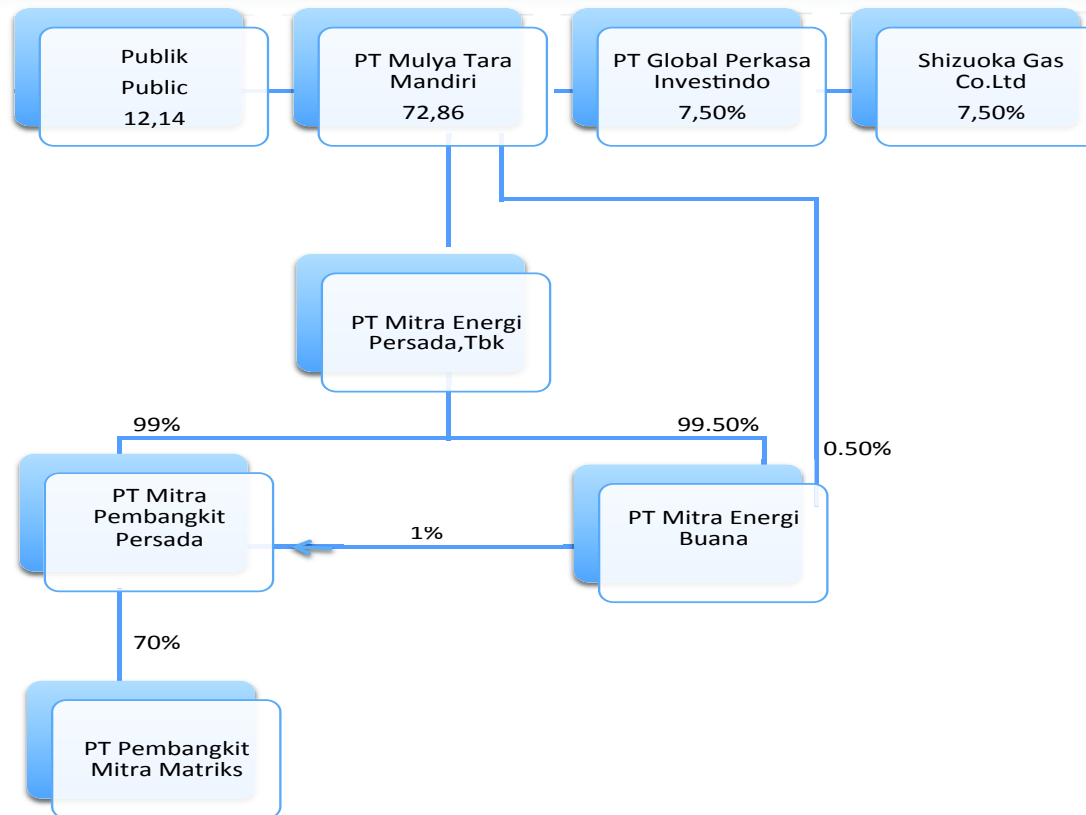 Publik
Public
12,14
PT Mulya Tara
Mandiri
72,86
PT Global Perkasa
Investindo
7,50%
Shizuoka Gas
Co.Ltd
7,50%
PT Mitra Energi
Persada,Tbk
99%
99.50%
0.50%
PT Mitra
Pembangkit
Persada
1%
PT Mitra Energi
Buana
70%
PT Pembangkit
Mitra Matriks